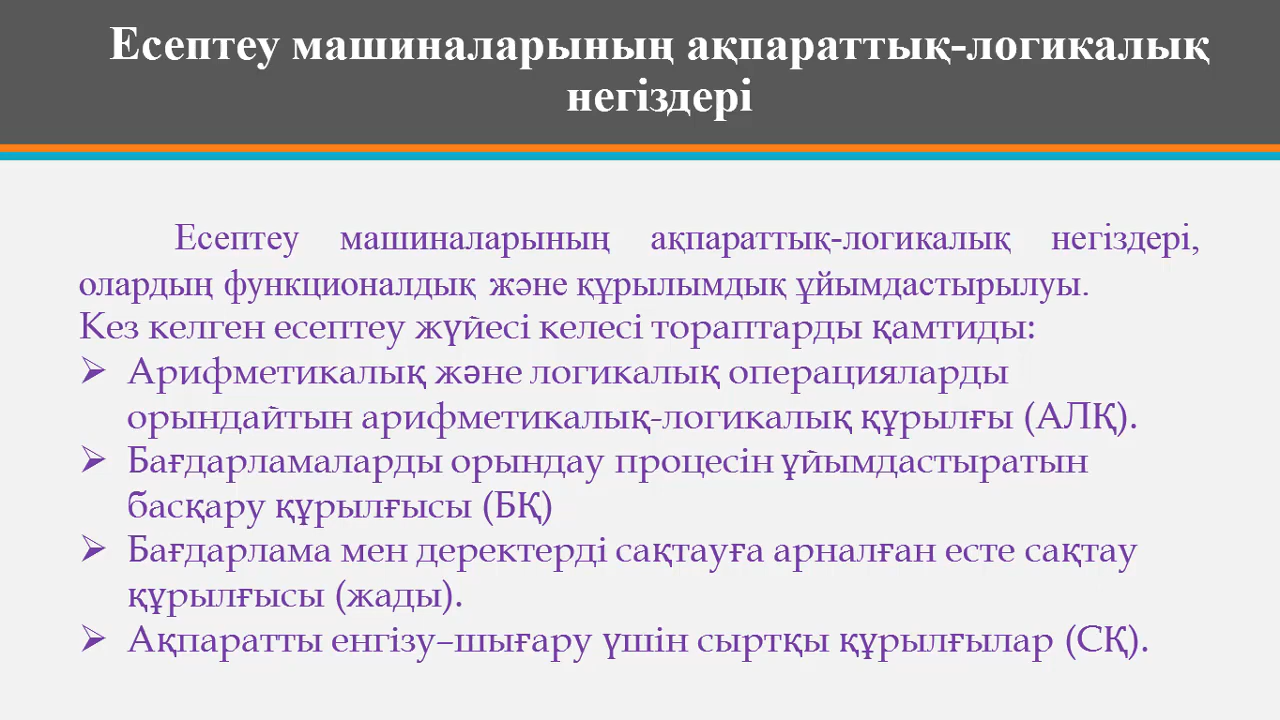 Есептеу машиналарының ақпараттық-логикалық
негіздері
Есептеу машиналарының ақпараттық-логикалық негіздері,
олардың функционалдық және құрылымдық ұйымдастырылуы.
Кез келген есептеу жүйесі келесі тораптарды қамтиды:
➢ Арифметикалық және логикалық операцияларды
орындайтын арифметикалық-логикалық құрылғы (АЛҚ).
➢ Бағдарламаларды орындау процесін ұйымдастыратын
басқару құрылғысы (БҚ)
➢ Бағдарлама мен деректерді сақтауға арналған есте сақтау
құрылғысы (жады).
➢ Ақпаратты енгізу–шығару үшін сыртқы құрылғылар (СҚ).